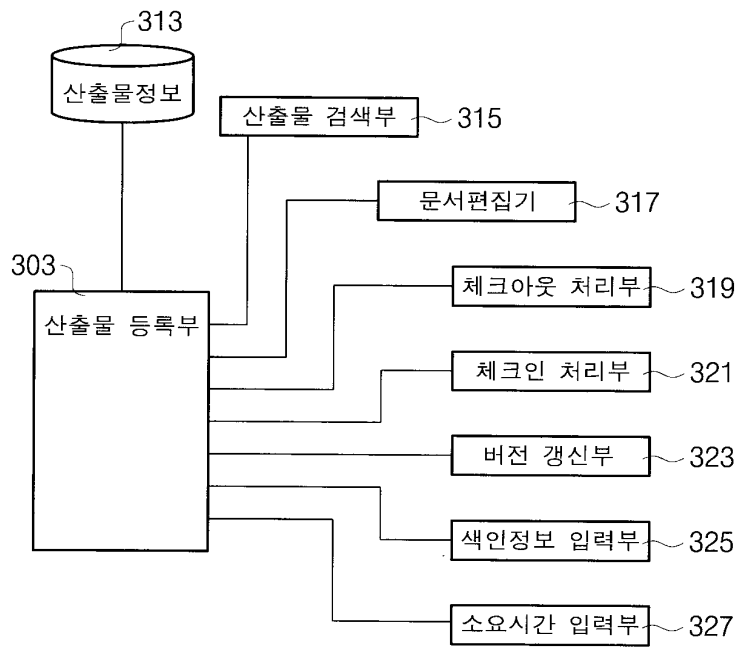 313
산출물정보
산출물 검색부
315
문서편집기
317
303
산출물 등록부
체크아웃 처리부
319
체크인 처리부
321
버전 갱신부
323
색인정보 입력부
325
소요시간 입력부
327